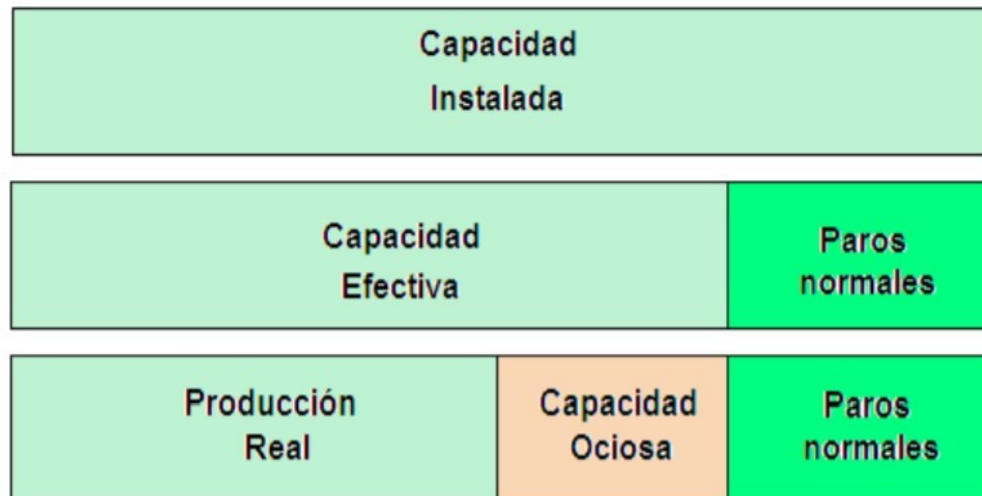 Capacidad
Instalada
Capacidad
Efectiva
Paros
normales
Producción
Real
Capacidad
Ociosa
Paros
normales